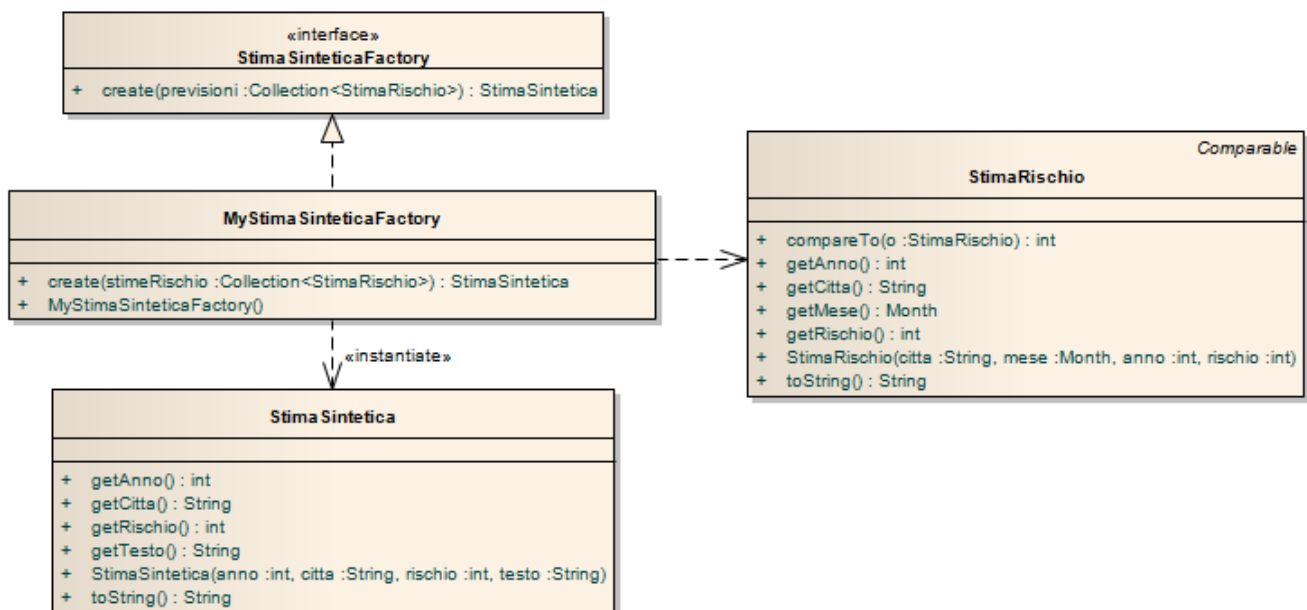 «interface»
StimaSinteticaFactory
+ create(previsioni :Collection<StimaRischio>) : StimaSintetica
MyStimaSinteticaFactory
+ create(stimeRischio :Collection<StimaRischio>) : StimaSintetica
+ MyStimaSinteticaFactory()
«instantiate»
StimaSintetica
+ getAnno() : int
+ getCitta() : String
+ getRischio() : int
+ getTesto() : String
+ StimaSintetica(anno :int, citta :String, rischio :int, testo :String)
+ toString() : String
Comparable
StimaRischio
+ compareTo(o :StimaRischio) : int
+ getAnno() : int
+ getCitta() : String
+ getMese() : Month
+ getRischio() : int
+ StimaRischio(citta :String, mese :Month, anno :int, rischio :int)
+ toString() : String